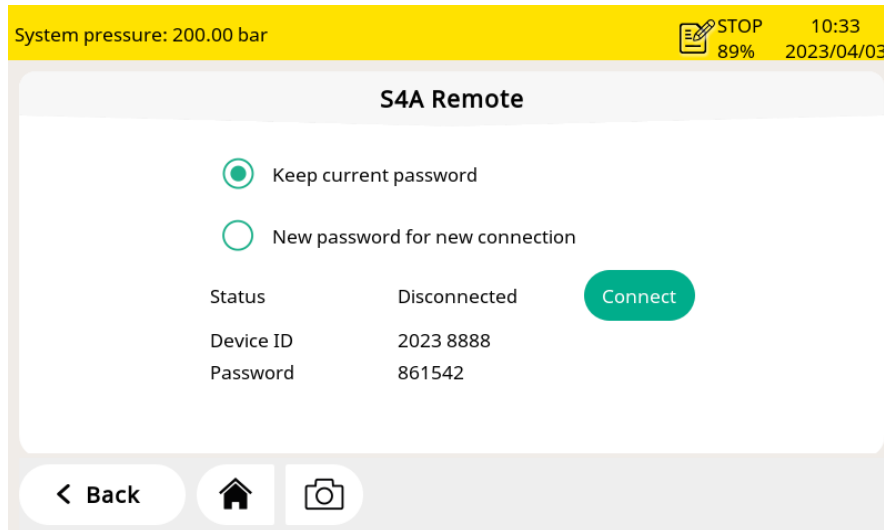 System pressure: 200.00 bar
STOP 10:33
89% 2023/04/03
S4A Remote
Keep current password
New password for new connection
Status Disconnected Connect
Device ID 2023 8888
Password 861542
Back